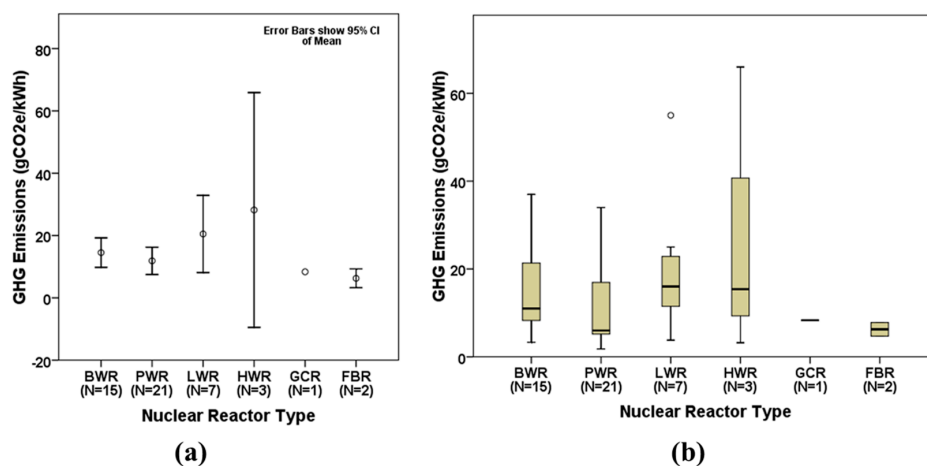 Error Bars show 95% CI
of Mean
GHG Emissions (gCO2e/kWh)
80
60
40
20
0
-20
BWR PWR LWR HWR GCR FBR
(N=15) (N=21) (N=7) (N=3) (N=1) (N=2)
Nuclear Reactor Type
(a)
GHG Emissions (gCO2e/kWh)
60
40
20
0
BWR PWR LWR HWR GCR FBR
(N=15) (N=21) (N=7) (N=3) (N=1) (N=2)
Nuclear Reactor Type
(b)